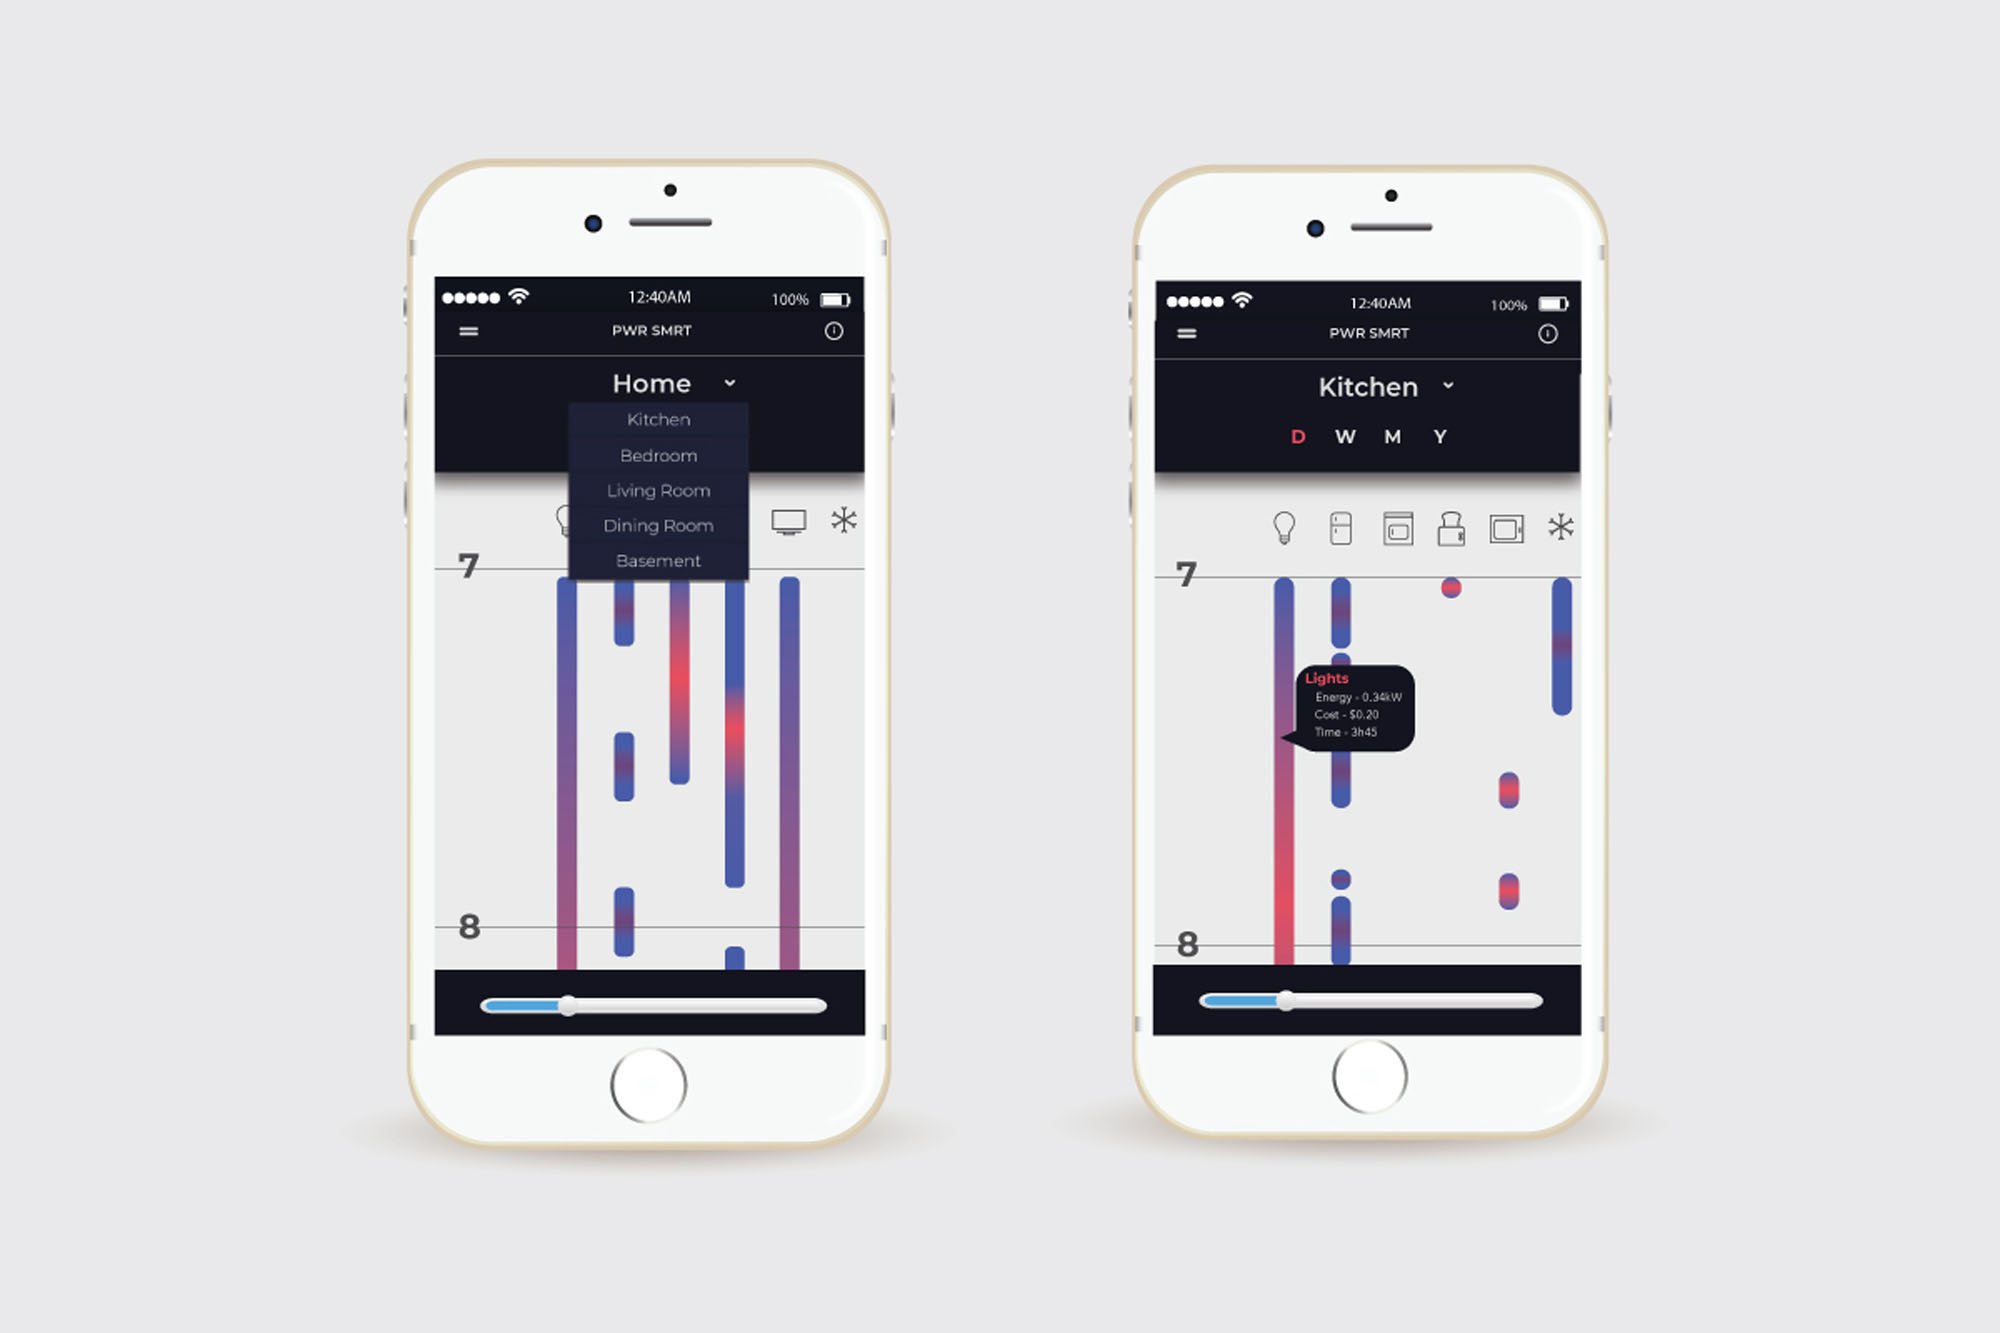 12:40AM
100%
PWR SMRT
Home
Kitchen
Bedroom
Living Room
Dining Room
Basement
7
8
12:40AM
100%
PWR SMRT
Kitchen
D W M Y
7
Lights
Energy - 0.34kW
Cost - $0.20
Time - 3h45
8